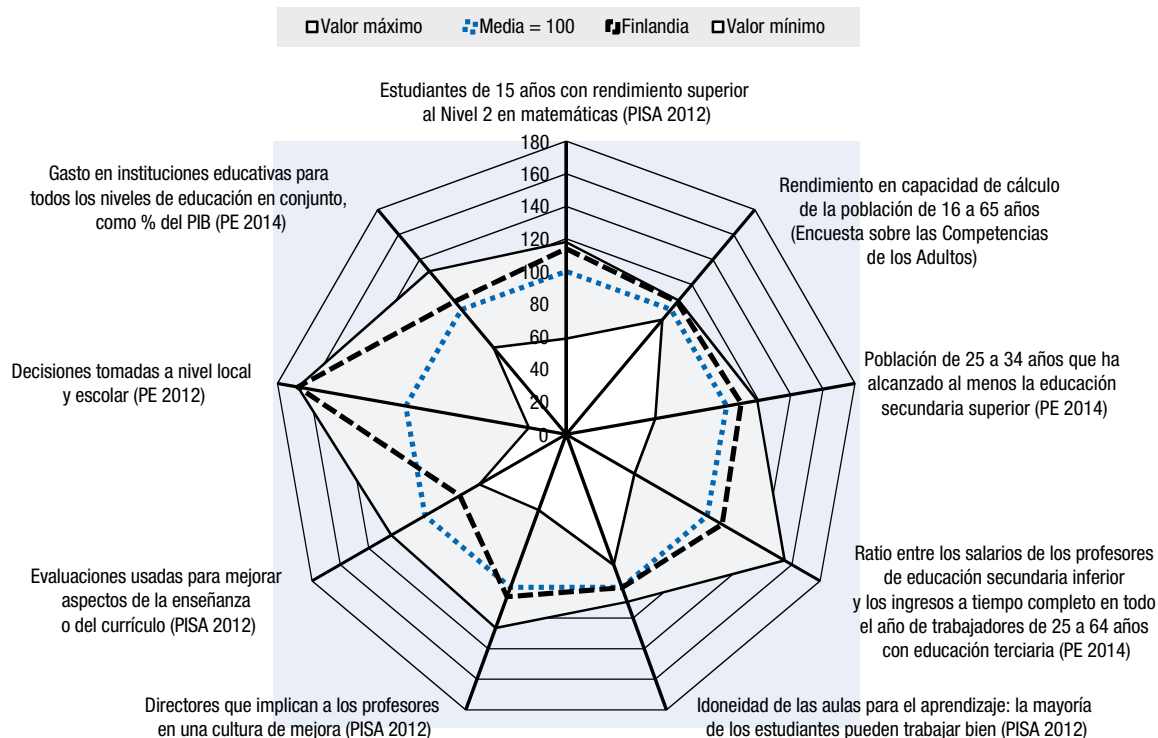 Valor máximo Media = 100 Finlandia Valor mínimo
Estudiantes de 15 años con rendimiento superior
al Nivel 2 en matemáticas (PISA 2012)
180
160
140
120
100
80
60
40
20
0
Rendimiento en capacidad de cálculo
de la población de 16 a 65 años
(Encuesta sobre las Competencias
de los Adultos)
Población de 25 a 34 años que ha
alcanzado al menos la educación
secundaria superior (PE 2014)
Ratio entre los salarios de los profesores
de educación secundaria inferior
y los ingresos a tiempo completo en todo
el año de trabajadores de 25 a 64 años
con educación terciaria (PE 2014)
Idoneidad de las aulas para el aprendizaje: la mayoría
de los estudiantes pueden trabajar bien (PISA 2012)
Directores que implican a los profesores
en una cultura de mejora (PISA 2012)
Evaluaciones usadas para mejorar
aspectos de la enseñanza
o del currículo (PISA 2012)
Decisiones tomadas a nivel local
y escolar (PE 2012)
Gasto en instituciones educativas para
todos los niveles de educación en conjunto,
como % del PIB (PE 2014)